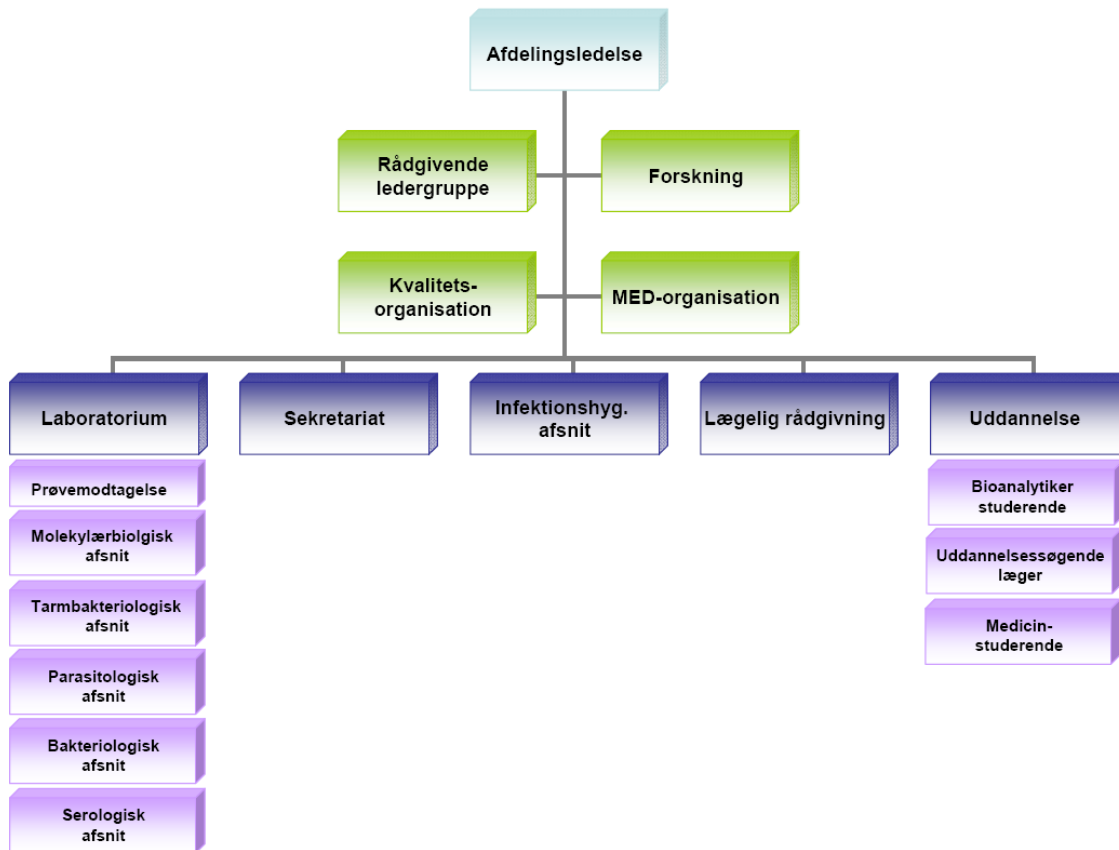 Afdelingsledelse
Rådgivende
ledergruppe
Forskning
Kvalitets-
organisation
MED-organisation
Laboratorium
Sekretariat
Infektionshyg.
afsnit
Lægelig rådgivning
Uddannelse
Prøvemodtagelse
Molekylærbiolgisk
afsnit
Tarmbakteriologisk
afsnit
Parasitologisk
afsnit
Bakteriologisk
afsnit
Serologisk
afsnit
Bioanalytiker
studerende
Uddannelsessøgende
læger
Medicin-
studerende